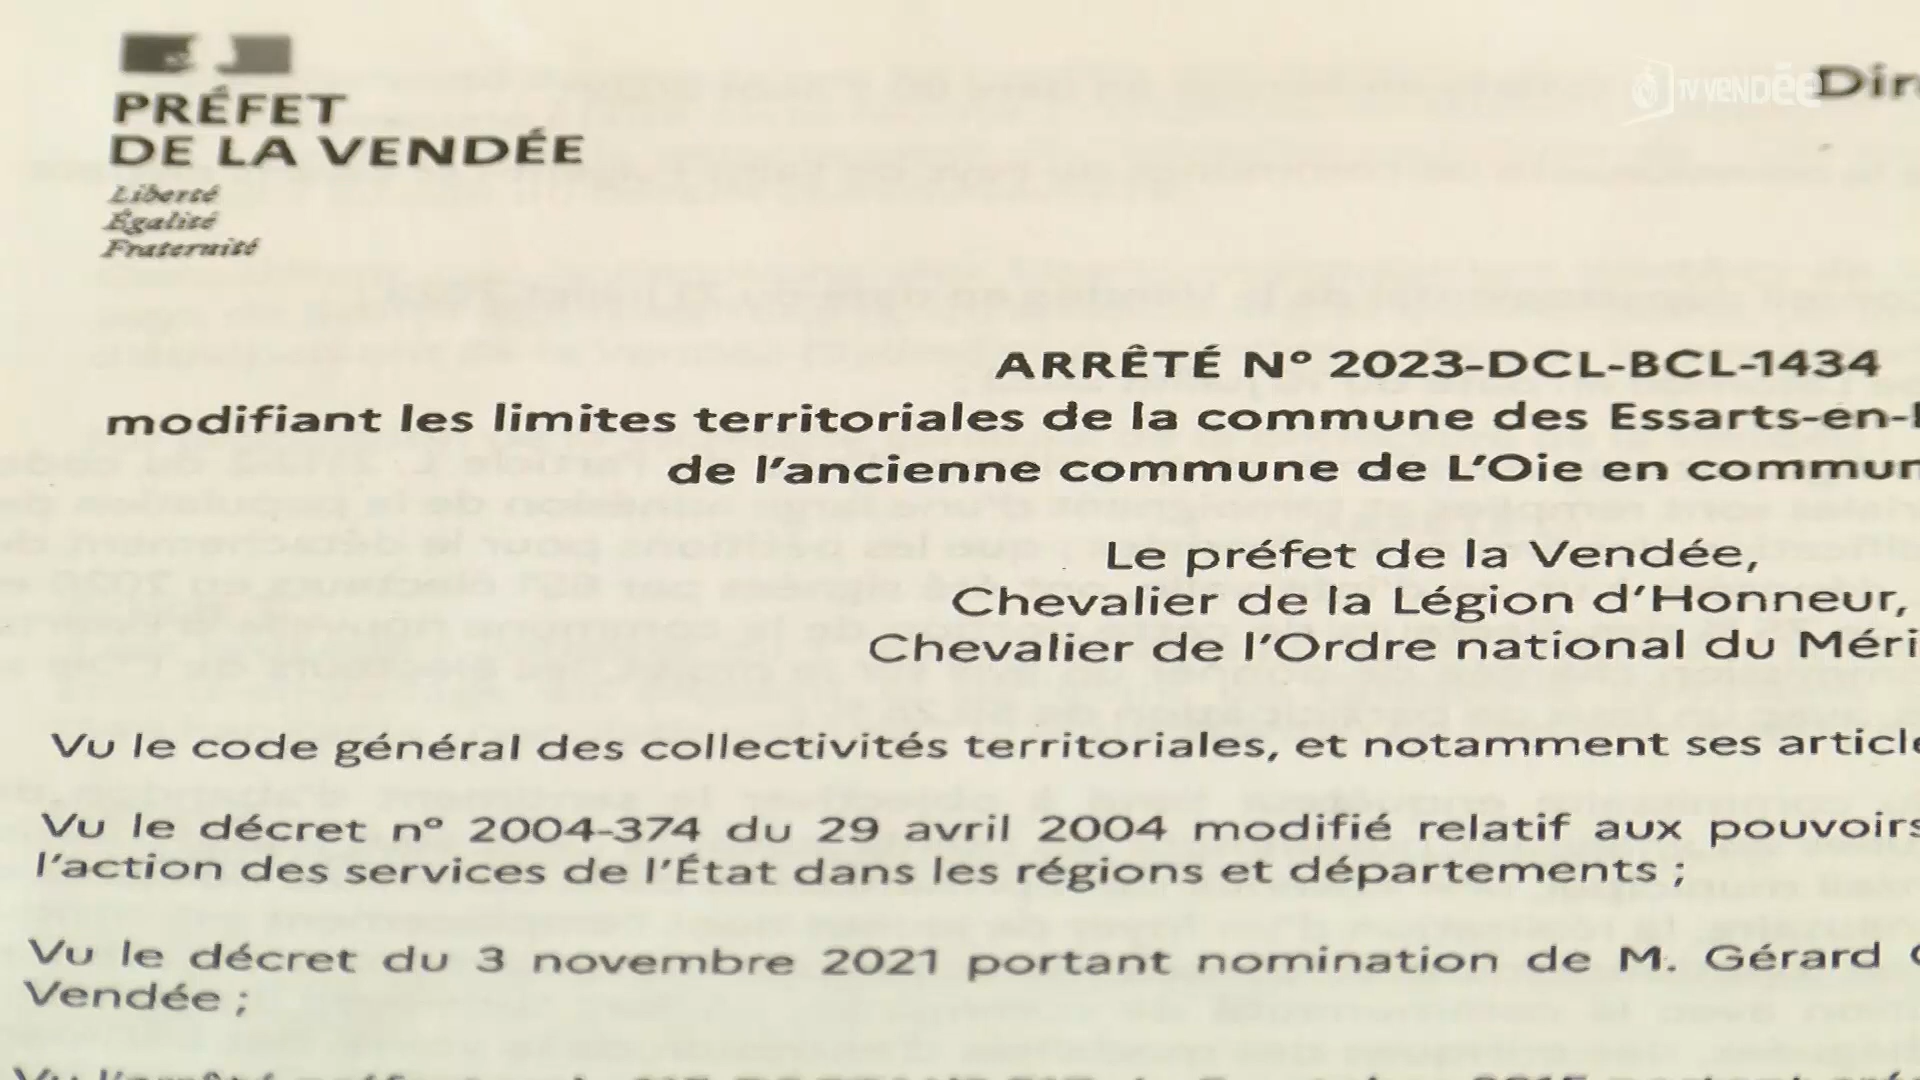 PRÉFET
DE LA VENDÉE
Liberté
Égalité
Fraternité
TV VENDÉE
ARRÊTÉ N° 2023-DCL-BCL-1434
modifiant les limites territoriales de la commune des Essarts-en-
de l'ancienne commune de L'Oie en commun
Le préfet de la Vendée,
Chevalier de la Légion d'Honneur,
Chevalier de l'Ordre national du Méri
Vu le code général des collectivités territoriales, et notamment ses article
Vu le décret n° 2004-374 du 29 avril 2004 modifié relatif aux pouvoirs
l'action des services de l'État dans les régions et départements ;
Vu le décret du 3 novembre 2021 portant nomination de M. Gérard
Vendée ;